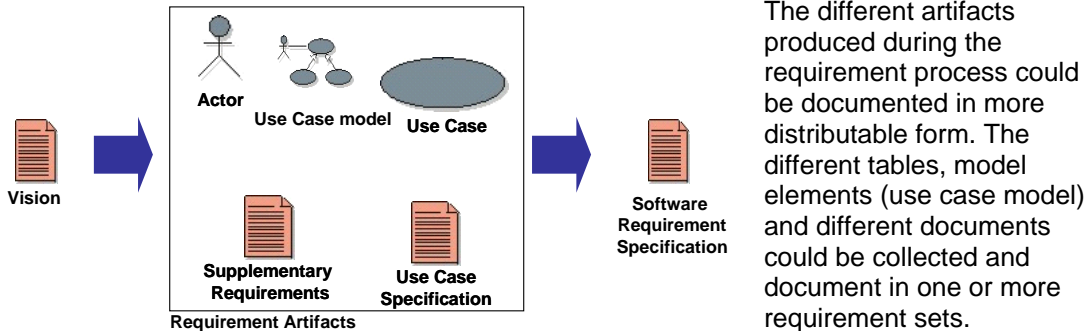 Vision
Actor
Use Case model
Use Case
Supplementary
Requirements
Use Case
Specification
Requirement Artifacts
Software
Requirement
Specification
The different artifacts
produced during the
requirement process could
be documented in more
distributable form. The
different tables, model
elements (use case model)
and different documents
could be collected and
document in one or more
requirement sets.